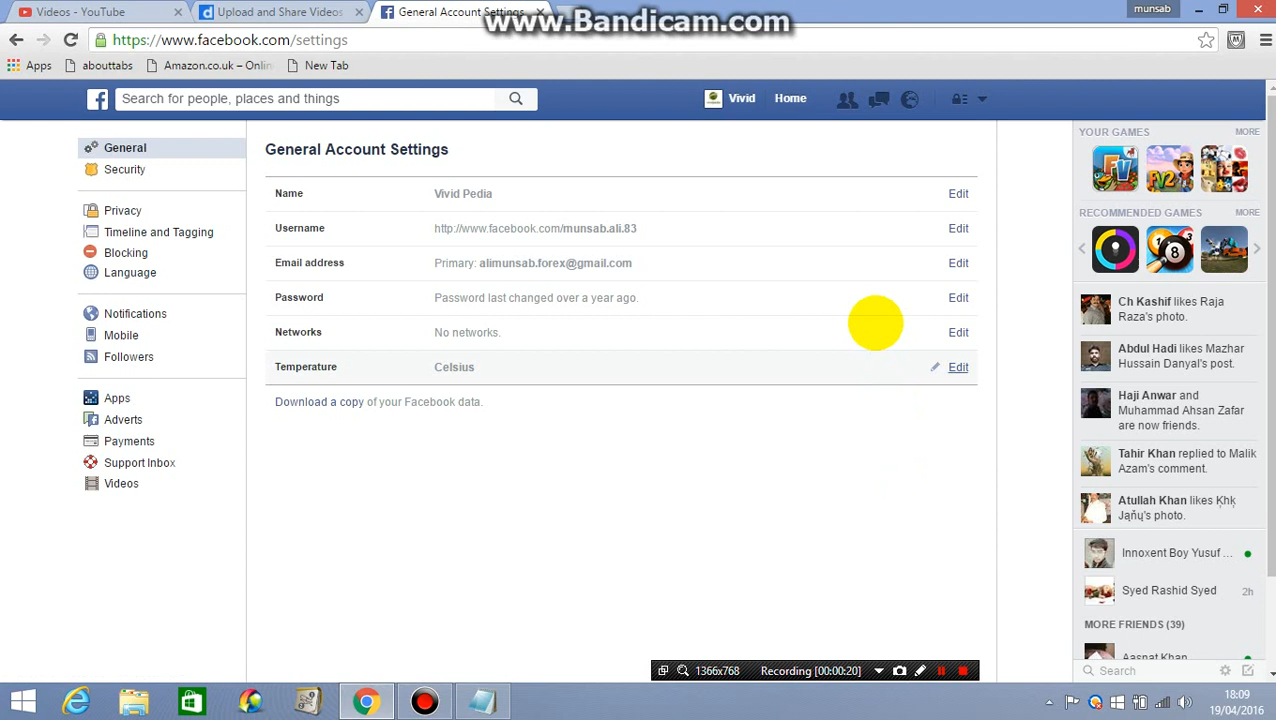 www.Bandicam.com
Videos - YouTube
Upload and Share Videos
General Account Settings
munsab
https://www.facebook.com/settings
Apps
abouttabs
Amazon.co.uk – Onlin
New Tab
Search for people, places and things
Vivid
Home
General
Security
Privacy
Timeline and Tagging
Blocking
Language
Notifications
Mobile
Followers
Apps
Adverts
Payments
Support Inbox
Videos
General Account Settings
Name Vivid Pedia Edit
Username http://www.facebook.com/munsab.ali.83 Edit
Email address Primary: alimunsab.forex@gmail.com Edit
Password Password last changed over a year ago. Edit
Networks No networks. Edit
Temperature Celsius Edit
Download a copy of your Facebook data.
YOUR GAMES MORE
RECOMMENDED GAMES MORE
Ch Kashif likes Raja
Raza's photo.
Abdul Hadi likes Mazhar
Hussain Danyal's post.
Haji Anwar and
Muhammad Ahsan Zafar
are now friends.
Tahir Khan replied to Malik
Azam's comment.
Atullah Khan likes Ķhķ
Jąñų's photo.
Innoxent Boy Yusuf ...
Syed Rashid Syed 2h
MORE FRIENDS (39)
Aasnat Khan
Search
1366x768 Recording [00:00:20]
18:09
19/04/2016